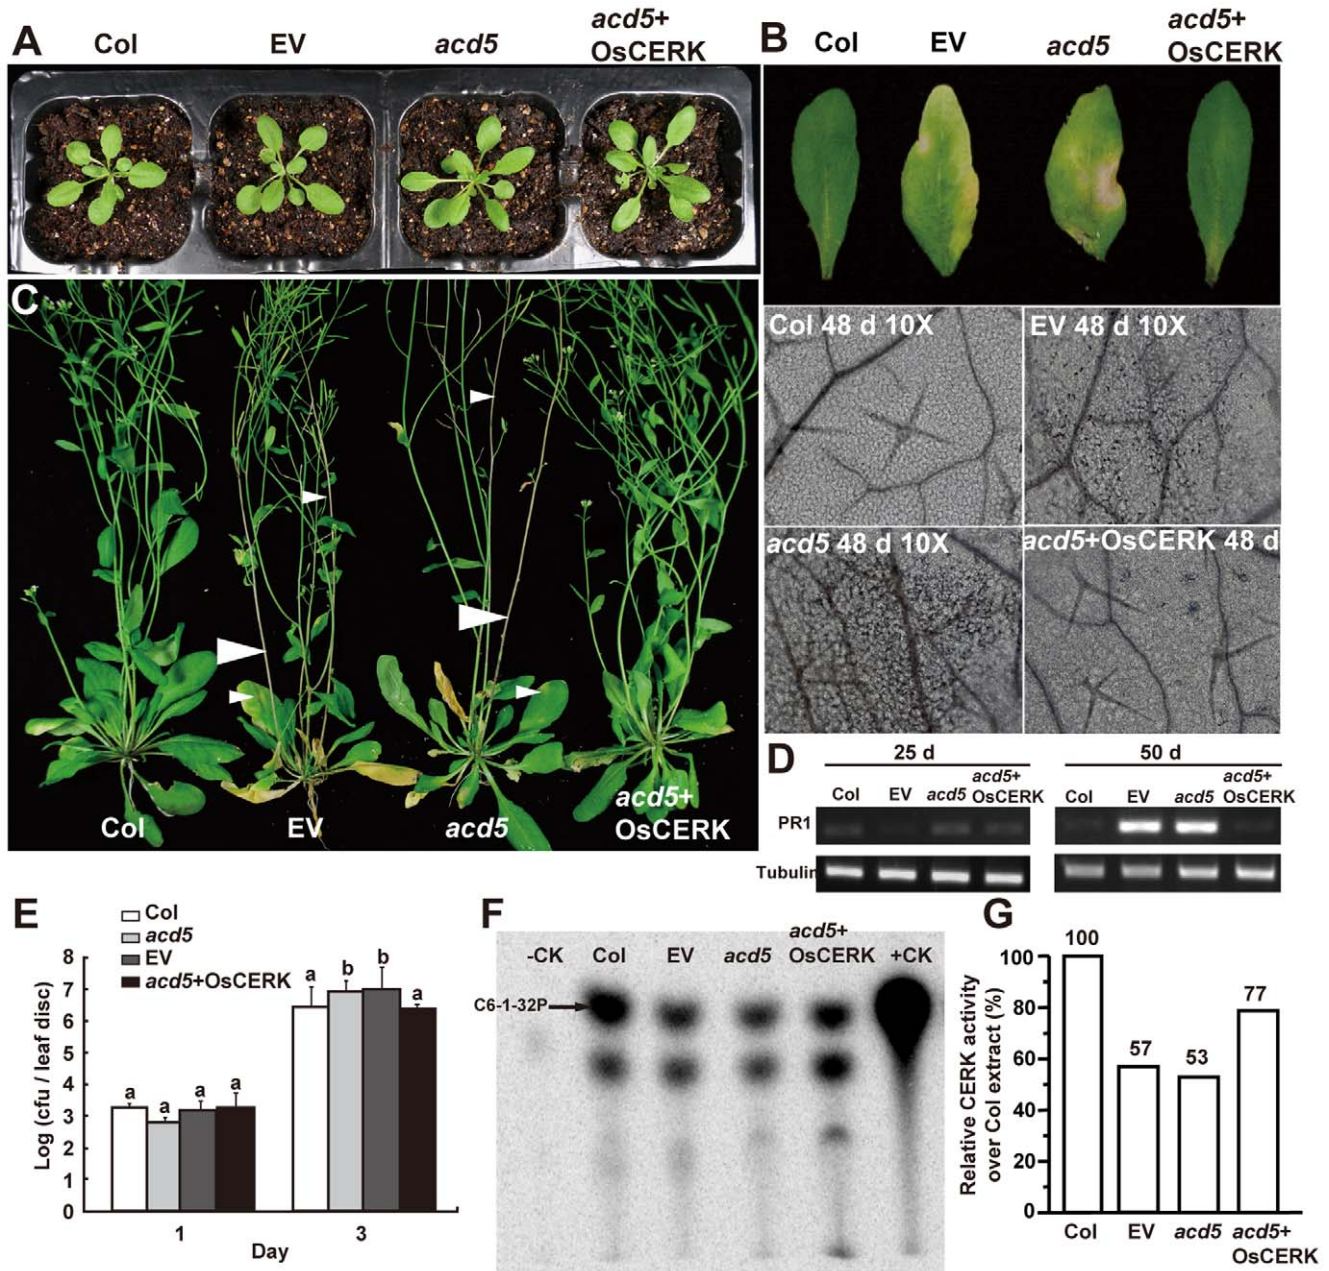 A
Col
EV
acd5
acd5+
OsCERK
B
Col
EV
acd5
acd5+
OsCERK
C
Col
EV
acd5
acd5+
OsCERK
Col 48 d 10X
EV 48 d 10X
acd5 48 d 10X
acd5+OsCERK 48 d
D
25 d
50 d
Col
EV
acd5
acd5+
OsCERK
Col
EV
acd5
acd5+
OsCERK
PR1
Tubulin
E
Col
acd5
EV
acd5+OsCERK
Log (cfu / leaf disc)
8
7
6
5
4
3
2
1
0
a
a
a
a
a
b
b
a
1
3
Day
F
-CK
Col
EV
acd5
acd5+
OsCERK
+CK
C6-1-32P
G
Relative CERK activity
over Col extract (%)
100
80
60
40
20
0
100
57
53
77
Col
EV
acd5
acd5+
OsCERK